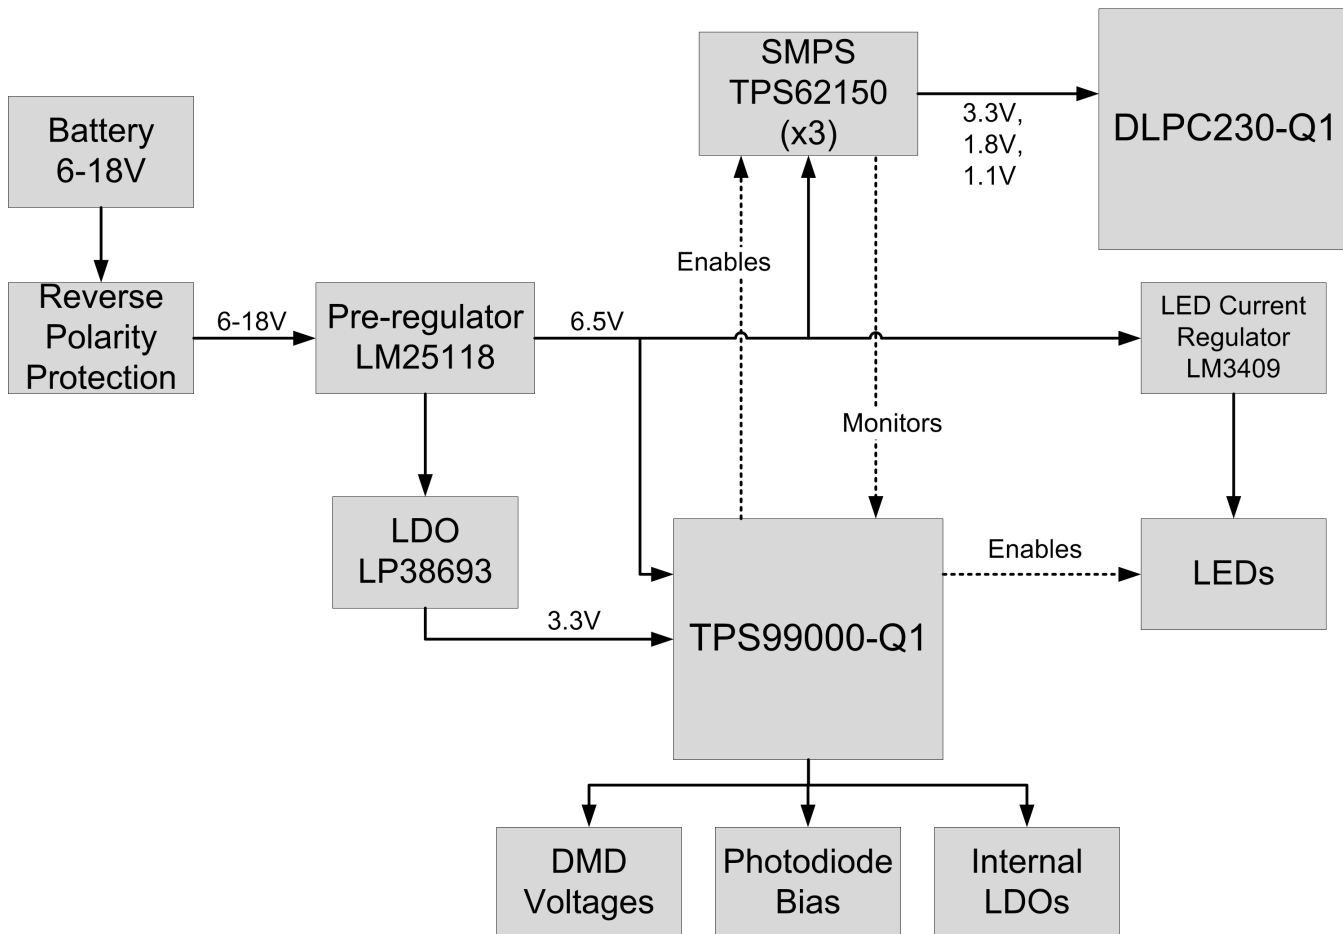 SMPS
TPS62150
(x3)
3.3V,
1.8V,
1.1V
DLPC230-Q1
Battery
6-18V
Enables
Reverse
Polarity
Protection
6-18V
Pre-regulator
LM25118
6.5V
LED Current
Regulator
LM3409
Monitors
LDO
LP38693
3.3V
TPS99000-Q1
Enables
LEDs
DMD
Voltages
Photodiode
Bias
Internal
LDOs